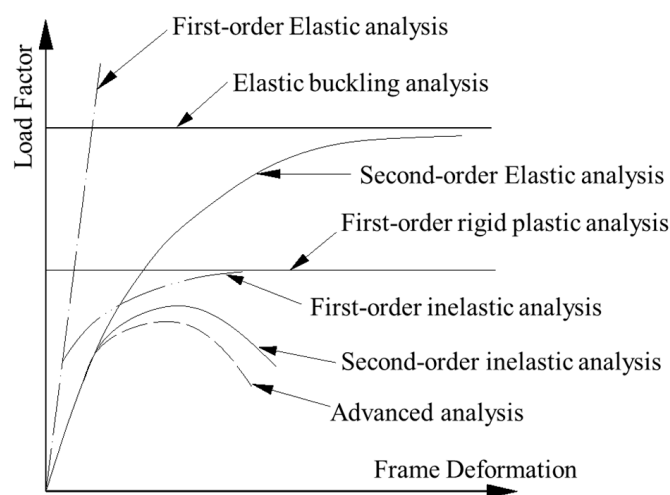 First-order Elastic analysis
Elastic buckling analysis
Load Factor
Second-order Elastic analysis
First-order rigid plastic analysis
First-order inelastic analysis
Second-order inelastic analysis
Advanced analysis
Frame Deformation